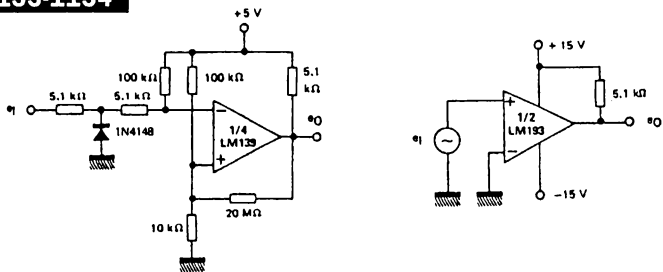 +5 V
100 kΩ
100 kΩ
5.1
kΩ
5.1 kΩ
5.1 kΩ
eI
1N4148
1/4
LM139
−
+
eO
20 MΩ
10 kΩ
+ 15 V
5.1 kΩ
+
1/2
LM193
−
eI
eO
−15 V